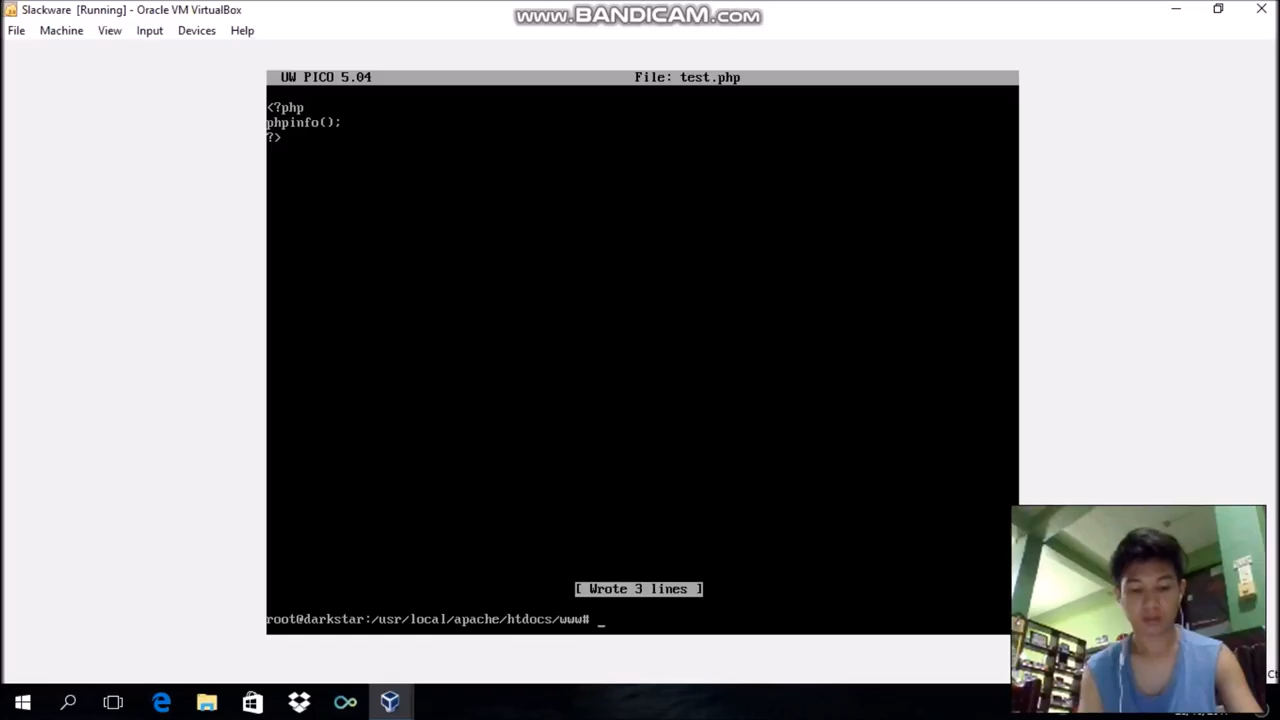 Slackware [Running] - Oracle VM VirtualBox
www.BANDICAM.com
File Machine View Input Devices Help
UW PICO 5.04 File: test.php
<?php
phpinfo();
?>
[ Wrote 3 lines ]
root@darkstar:/usr/local/apache/htdocs/www# _